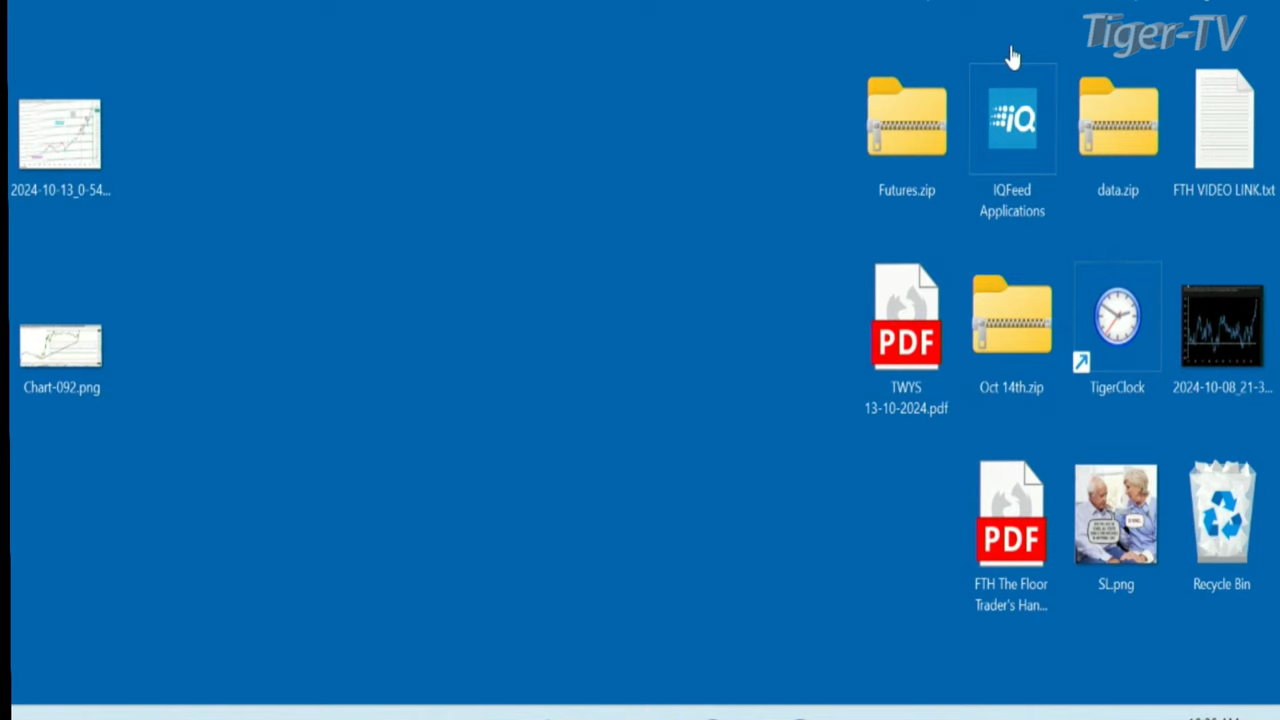 Tiger-TV
iQ
2024-10-13_0-54...
Futures.zip
IQFeed
Applications
data.zip
FTH VIDEO LINK.txt
PDF
Chart-092.png
TWYS
13-10-2024.pdf
Oct 14th.zip
TigerClock
2024-10-08_21-3...
PDF
FTH The Floor
Trader's Han...
SL.png
Recycle Bin